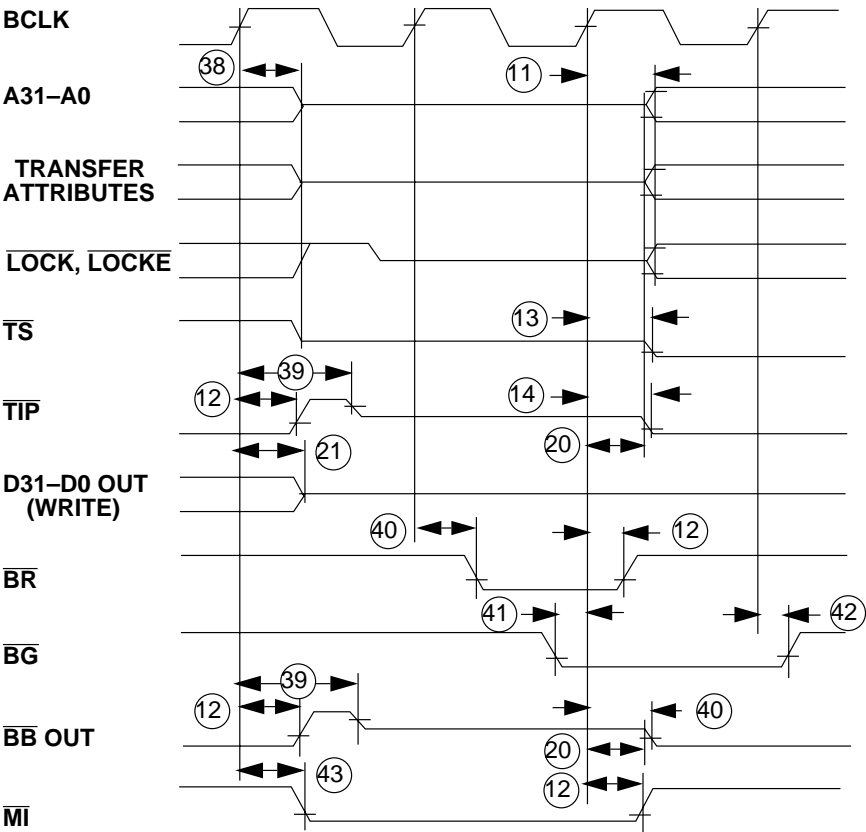 BCLK
38
11
A31–A0
TRANSFER
ATTRIBUTES
LOCK, LOCKE
13
TS
39
12
14
TIP
21
20
D31–D0 OUT
(WRITE)
40
12
BR
41
42
BG
39
12
40
BB OUT
20
43
12
MI